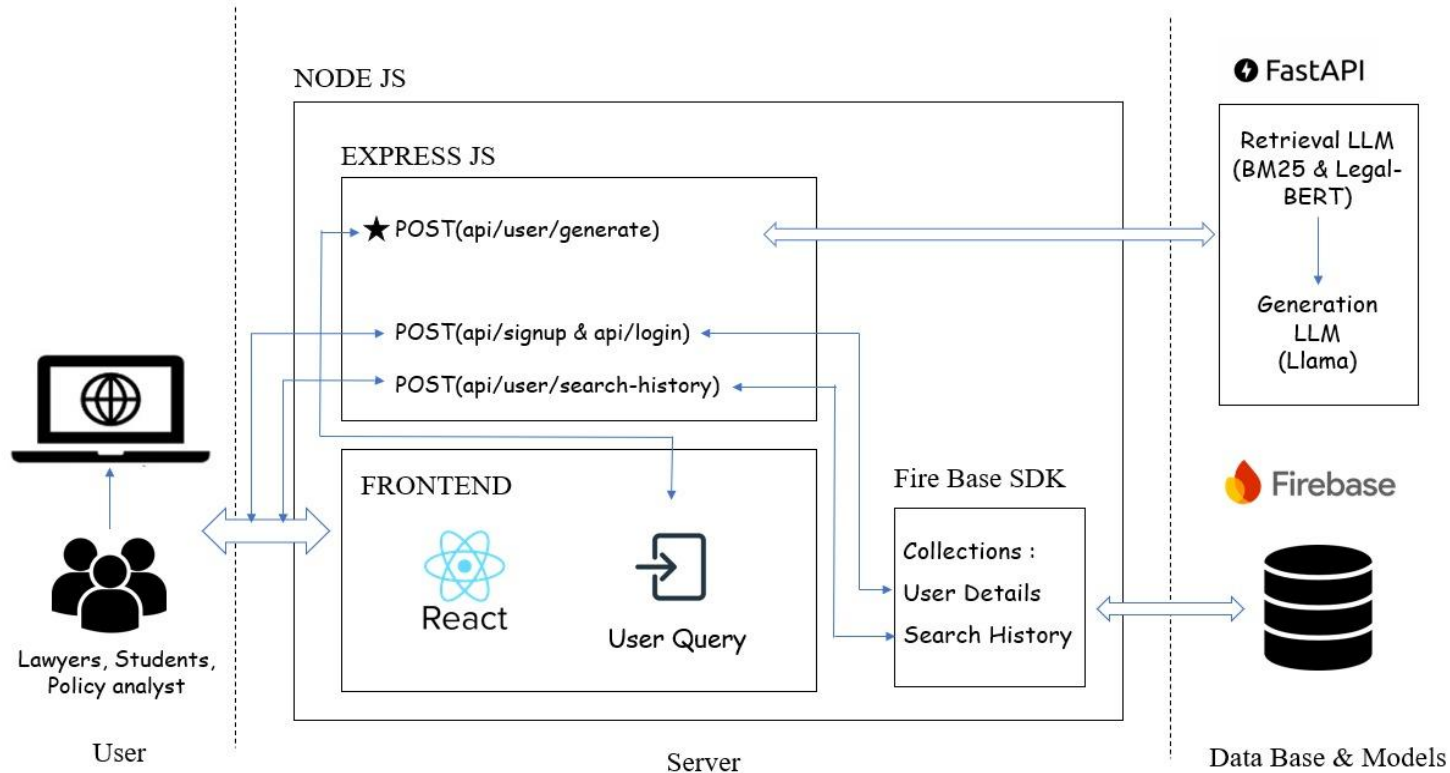 NODE JS
EXPRESS JS
★ POST(api/user/generate)
POST(api/signup & api/login)
POST(api/user/search-history)
FRONTEND
React
User Query
Fire Base SDK
Collections :
User Details
Search History
FastAPI
Retrieval LLM
(BM25 & Legal-
BERT)
Generation
LLM
(Llama)
Firebase
Lawyers, Students,
Policy analyst
User
Server
Data Base & Models